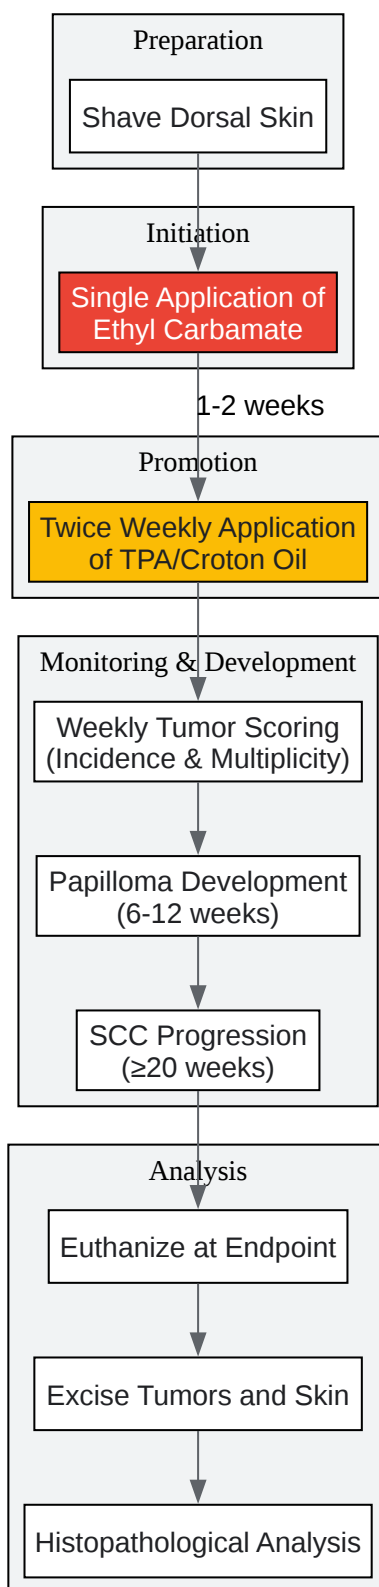 Preparation
Shave Dorsal Skin
Initiation
Single Application of
Ethyl Carbamate
1-2 weeks
Promotion
Twice Weekly Application
of TPA/Croton Oil
Monitoring & Development
Weekly Tumor Scoring
(Incidence & Multiplicity)
Papilloma Development
(6-12 weeks)
SCC Progression
(≥20 weeks)
Analysis
Euthanize at Endpoint
Excise Tumors and Skin
Histopathological Analysis